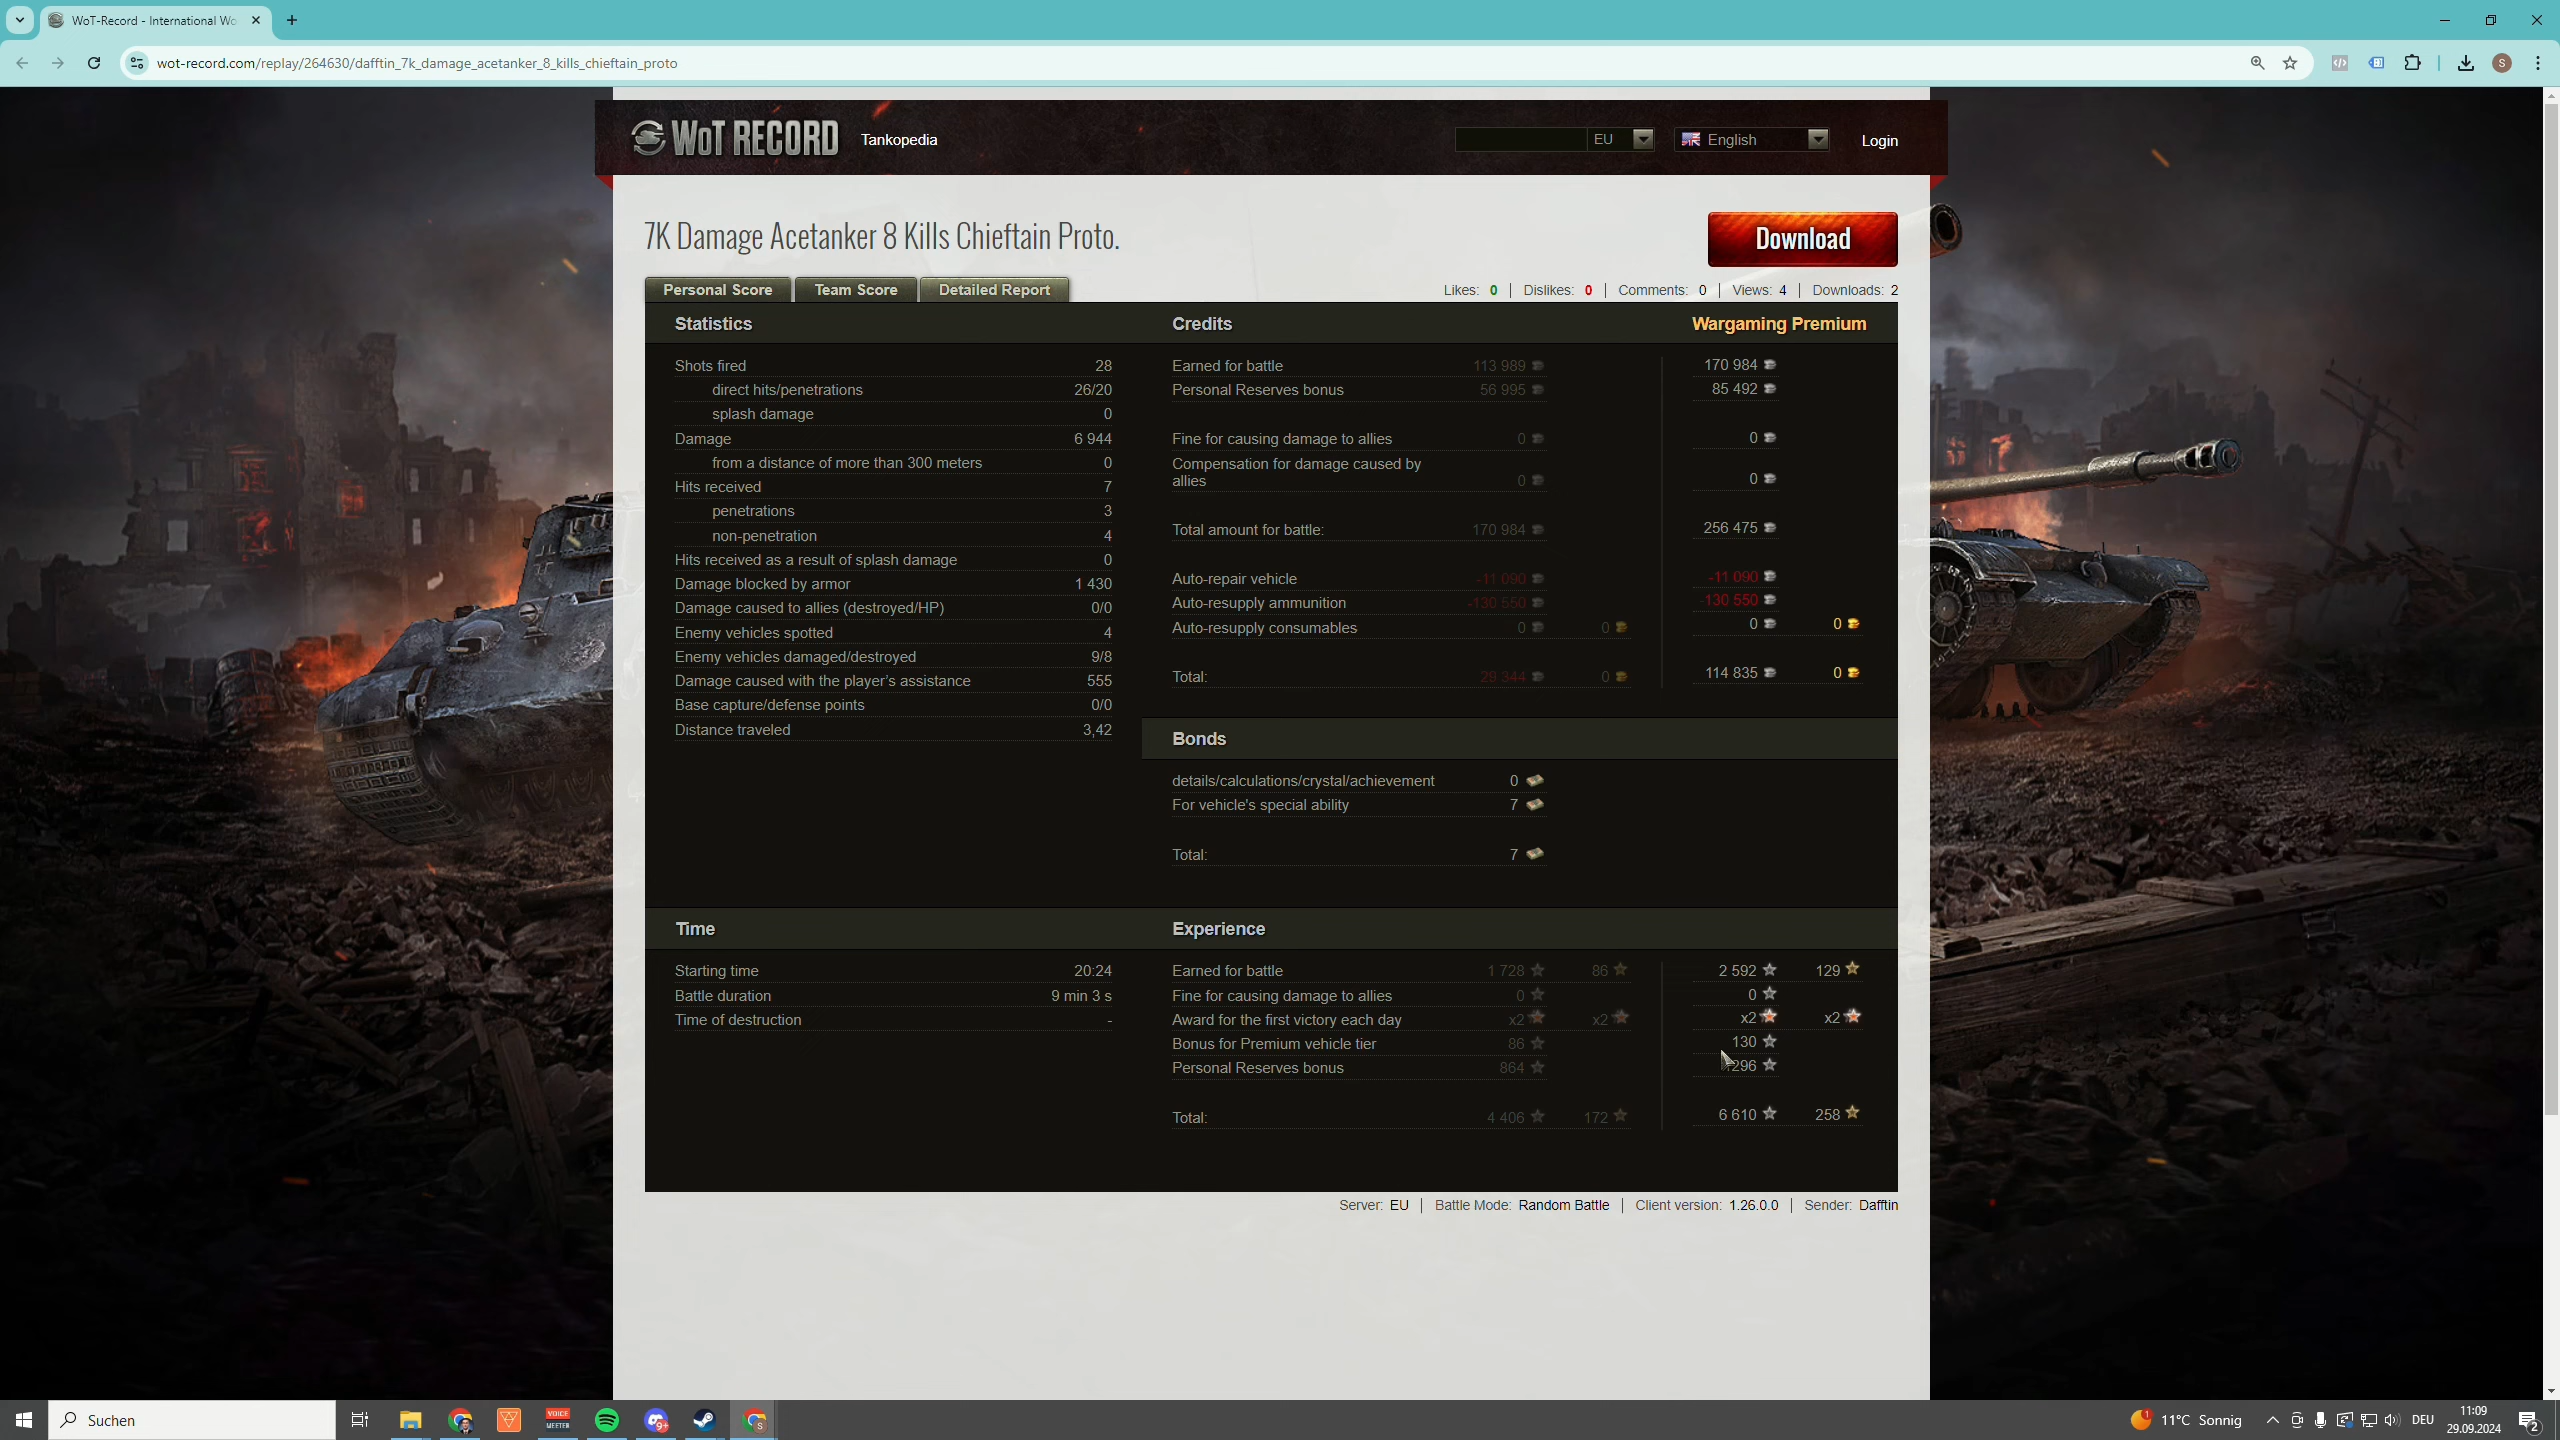 WoT-Record - International Wo
wot-record.com/replay/264630/dafftin_7k_damage_acetanker_8_kills_chieftain_proto
S
WOT RECORD
Tankopedia
EU
English
Login
7K Damage Acetanker 8 Kills Chieftain Proto.
Download
Personal Score
Team Score
Detailed Report
Likes: 0 | Dislikes: 0 | Comments: 0 | Views: 4 | Downloads: 2
Statistics
Shots fired 28
direct hits/penetrations 26/20
splash damage 0
Damage 6 944
from a distance of more than 300 meters 0
Hits received 7
penetrations 3
non-penetration 4
Hits received as a result of splash damage 0
Damage blocked by armor 1 430
Damage caused to allies (destroyed/HP) 0/0
Enemy vehicles spotted 4
Enemy vehicles damaged/destroyed 9/8
Damage caused with the player's assistance 555
Base capture/defense points 0/0
Distance traveled 3,42
Credits
Wargaming Premium
Earned for battle 113 989 170 984
Personal Reserves bonus 56 995 85 492
Fine for causing damage to allies 0 0
Compensation for damage caused by
allies 0 0
Total amount for battle: 170 984 256 475
Auto-repair vehicle -11 090 -11 090
Auto-resupply ammunition -130 550 -130 550
Auto-resupply consumables 0 0 0 0
Total: 29 344 0 114 835 0
Bonds
details/calculations/crystal/achievement 0
For vehicle's special ability 7
Total: 7
Time
Starting time 20:24
Battle duration 9 min 3 s
Time of destruction -
Experience
Earned for battle 1 728 86 2 592 129
Fine for causing damage to allies 0 0
Award for the first victory each day x2 x2 x2 x2
Bonus for Premium vehicle tier 86 130
Personal Reserves bonus 864 296
Total: 4 406 172 6 610 258
Server: EU | Battle Mode: Random Battle | Client version: 1.26.0.0 | Sender: Dafftin
Suchen
VOICE
MEETER
9+
S
1
11°C Sonnig
DEU
11:09
29.09.2024
2